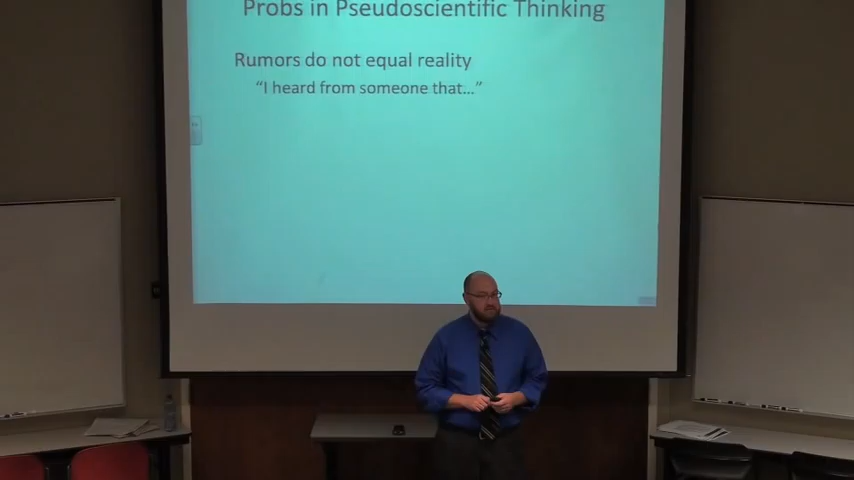 Probs in Pseudoscientific Thinking
Rumors do not equal reality
“I heard from someone that...”